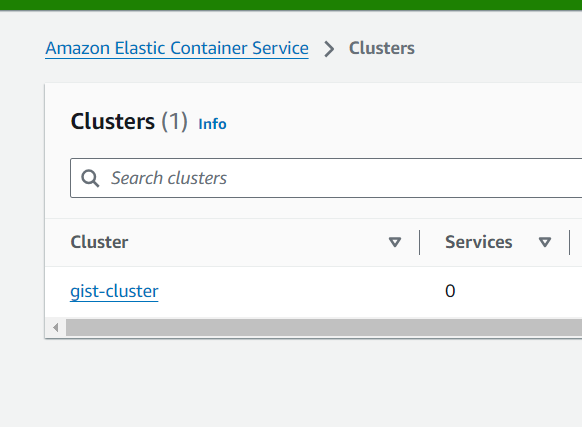 Amazon Elastic Container Service > Clusters
Clusters (1) Info
Search clusters
Cluster Services
gist-cluster 0